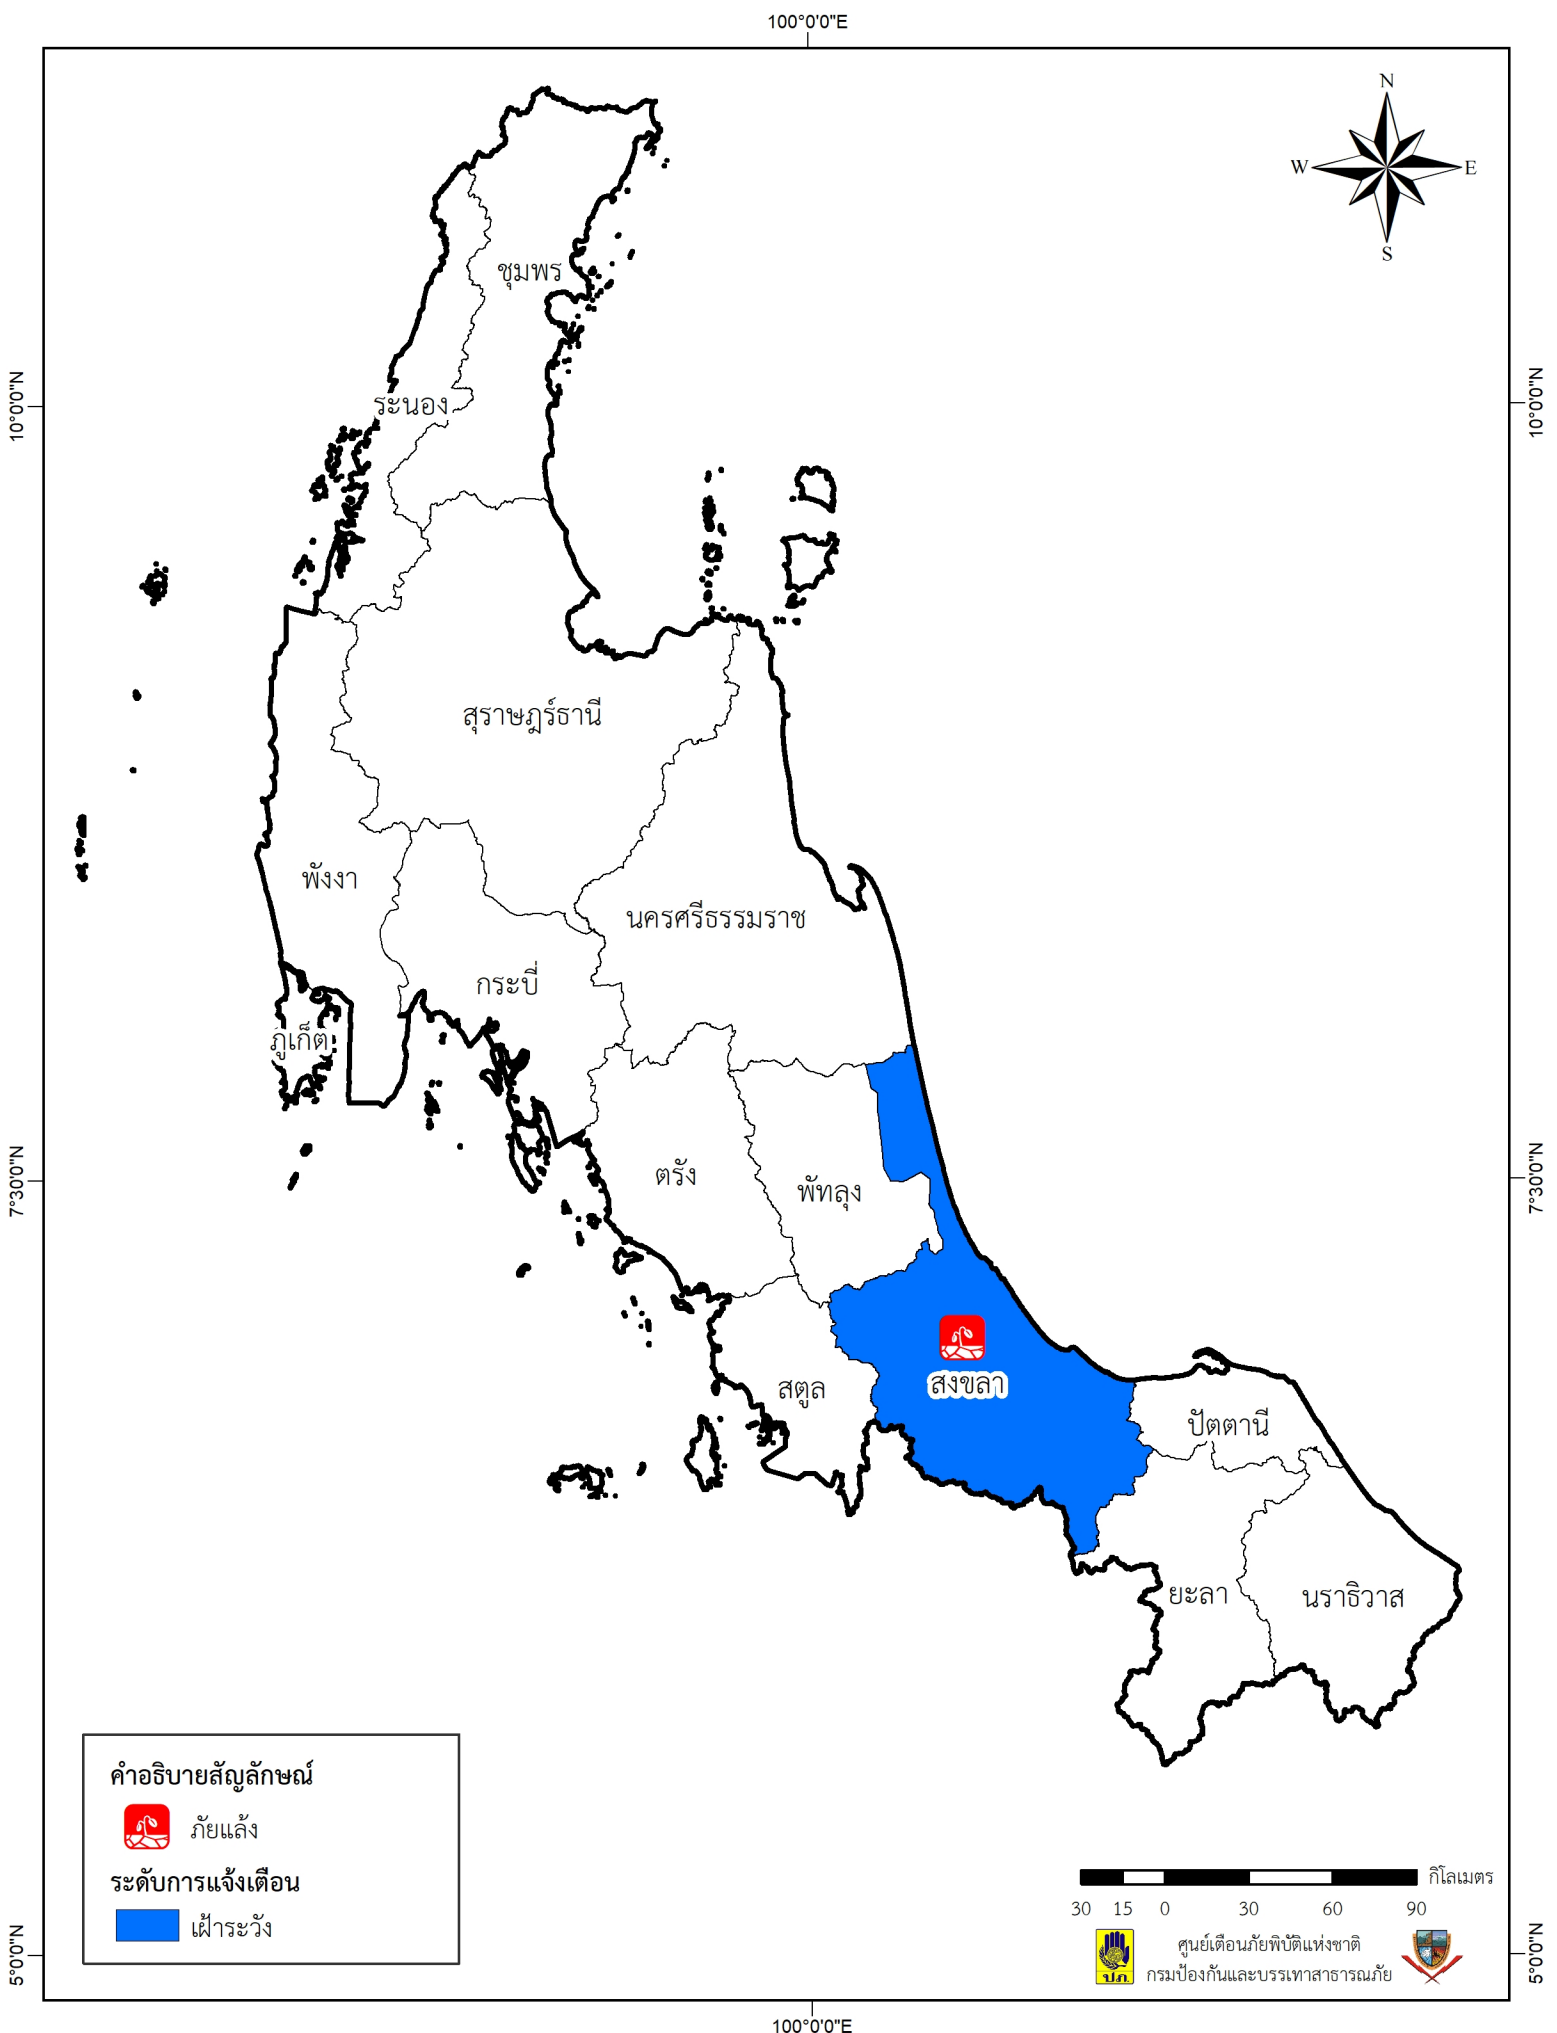 100°0'0"E
N
W
E
S
ชุมพร
10°0'0"N
10°0'0"N
ระนอง
สุราษฎร์ธานี
พังงา
นครศรีธรรมราช
กระบี่
ภูเก็ต
7°30'0"N
7°30'0"N
ตรัง
พัทลุง
สตูล
สงขลา
ปัตตานี
ยะลา
นราธิวาส
คำอธิบายสัญลักษณ์
ภัยแล้ง
ระดับการแจ้งเตือน
เฝ้าระวัง
กิโลเมตร
30 15 0 30 60 90
ศูนย์เตือนภัยพิบัติแห่งชาติ
กรมป้องกันและบรรเทาสาธารณภัย
ปภ.
5°0'0"N
5°0'0"N
100°0'0"E